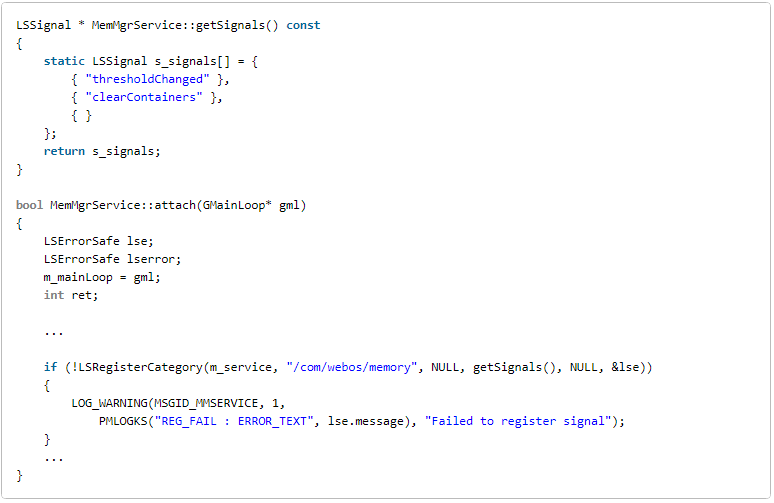 LSSignal * MemMgrService::getSignals() const
{
    static LSSignal s_signals[] = {
        { "thresholdChanged" },
        { "clearContainers" },
        { }
    };
    return s_signals;
}

bool MemMgrService::attach(GMainLoop* gml)
{
    LSErrorSafe lse;
    LSErrorSafe lserror;
    m_mainLoop = gml;
    int ret;

    ...

    if (!LSRegisterCategory(m_service, "/com/webos/memory", NULL, getSignals(), NULL, &lse))
    {
        LOG_WARNING(MSGID_MMSERVICE, 1,
            PMLOGKS("REG_FAIL : ERROR_TEXT", lse.message), "Failed to register signal");
    }
    ...
}